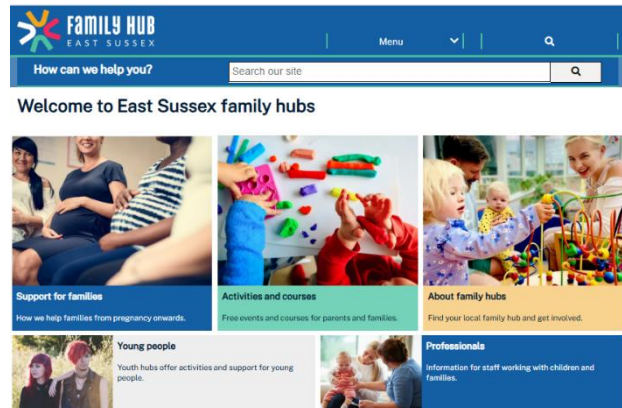 FAMILY HUB
EAST SUSSEX
Menu
How can we help you?
Search our site
Welcome to East Sussex family hubs
Support for families
How we help families from pregnancy onwards.
Activities and courses
Free events and courses for parents and families.
About family hubs
Find your local family hub and get involved.
Young people
Youth hubs offer activities and support for young
people.
Professionals
Information for staff working with children and
families.